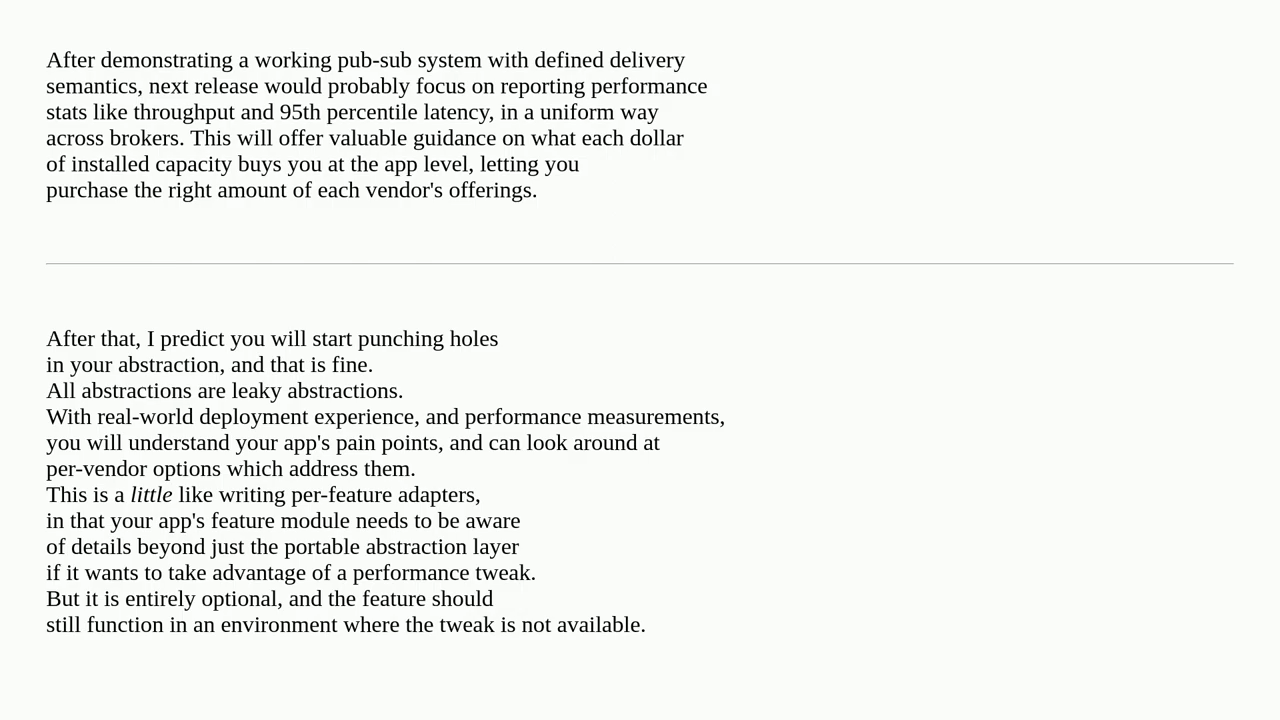 After demonstrating a working pub-sub system with defined delivery
semantics, next release would probably focus on reporting performance
stats like throughput and 95th percentile latency, in a uniform way
across brokers. This will offer valuable guidance on what each dollar
of installed capacity buys you at the app level, letting you
purchase the right amount of each vendor's offerings.
After that, I predict you will start punching holes
in your abstraction, and that is fine.
All abstractions are leaky abstractions.
With real-world deployment experience, and performance measurements,
you will understand your app's pain points, and can look around at
per-vendor options which address them.
This is a little like writing per-feature adapters,
in that your app's feature module needs to be aware
of details beyond just the portable abstraction layer
if it wants to take advantage of a performance tweak.
But it is entirely optional, and the feature should
still function in an environment where the tweak is not available.